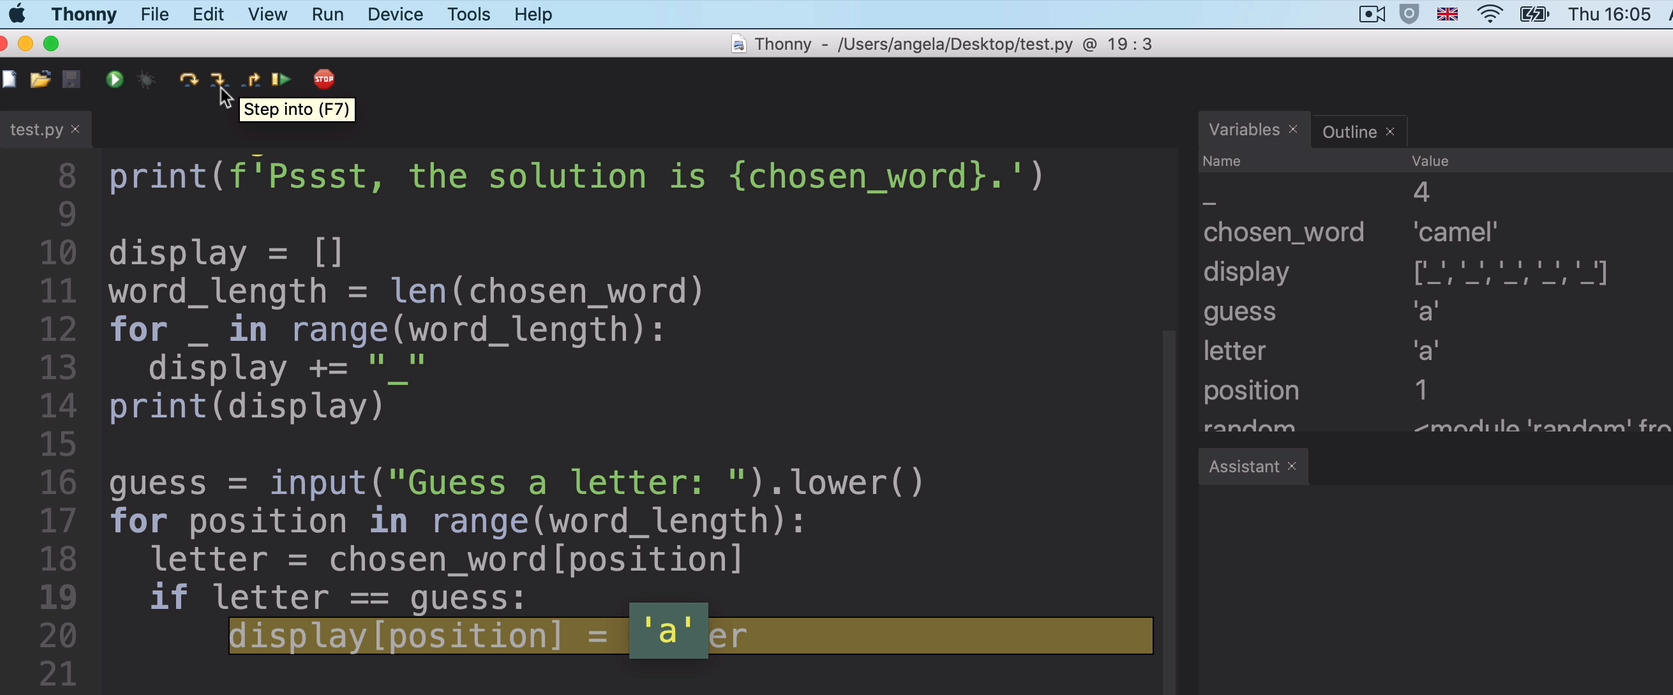 Thonny File Edit View Run Device Tools Help Thu 16:05
Thonny - /Users/angela/Desktop/test.py @ 19 : 3
STOP
Step into (F7)
test.py ×
8 print(f'Pssst, the solution is {chosen_word}.')
9
10 display = []
11 word_length = len(chosen_word)
12 for _ in range(word_length):
13 display += "_"
14 print(display)
15
16 guess = input("Guess a letter: ").lower()
17 for position in range(word_length):
18 letter = chosen_word[position]
19 if letter == guess:
20 display[position] = 'a' er
21
Variables × Outline ×
Name Value
_ 4
chosen_word 'camel'
display ['_', '_', '_', '_', '_']
guess 'a'
letter 'a'
position 1
random <module 'random' fro
Assistant ×